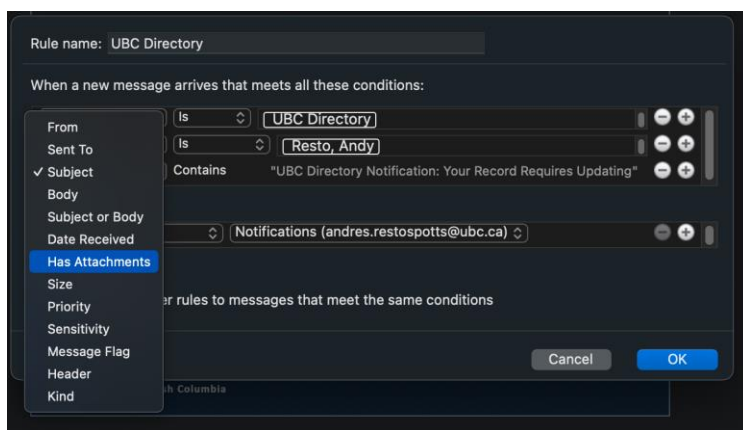 Rule name: UBC Directory
When a new message arrives that meets all these conditions:
From
Sent To
✓ Subject
Body
Subject or Body
Date Received
Has Attachments
Size
Priority
Sensitivity
Message Flag
Header
Kind
Is UBC Directory
Is Resto, Andy
Contains "UBC Directory Notification: Your Record Requires Updating"
Notifications (andres.restospotts@ubc.ca)
rules to messages that meet the same conditions
Cancel OK
Columbia